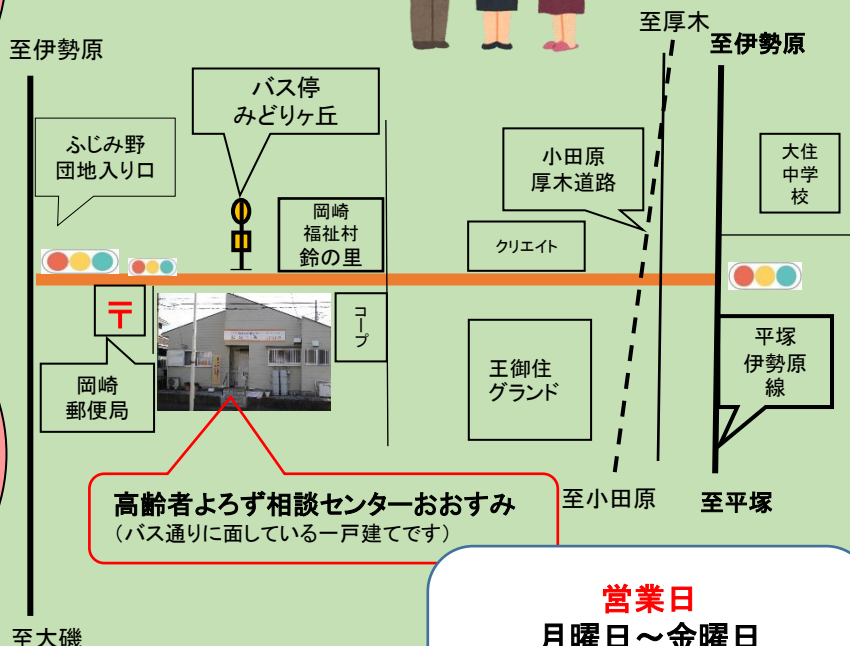 至厚木
至伊勢原
至伊勢原
バス停
みどりヶ丘
ふじみ野
団地入り口
小田原
厚木道路
大住
中学
校
岡崎
福祉村
鈴の里
クリエイト
〒
コープ
岡崎
郵便局
王御住
グランド
平塚
伊勢原
線
高齢者よろず相談センターおおすみ
（バス通りに面している一戸建てです）
至小田原
至平塚
営業日
月曜日～金曜日
至大磯